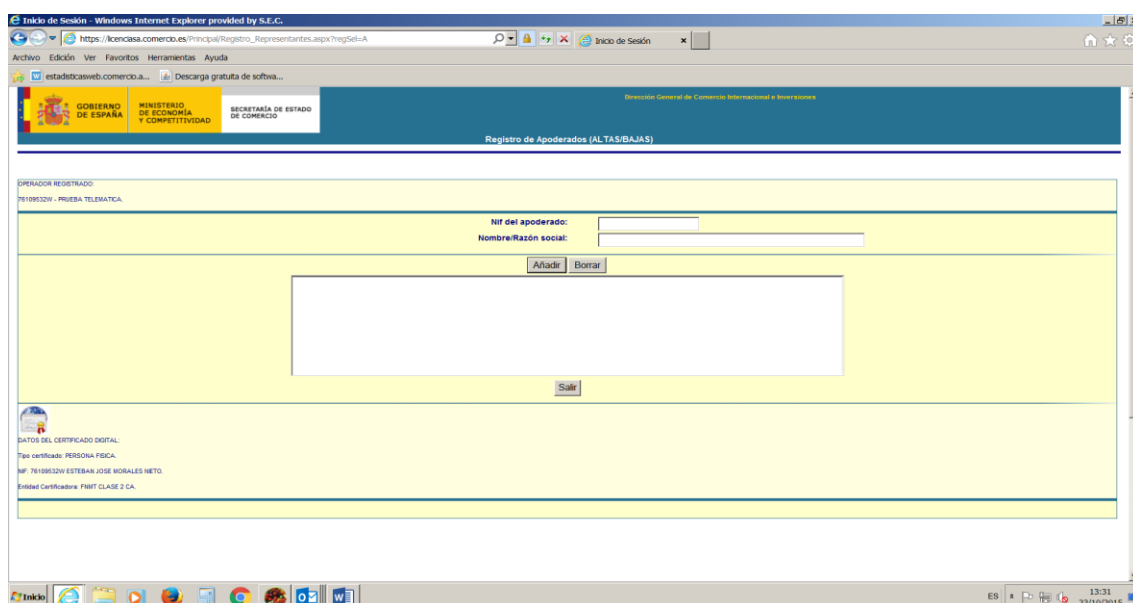 Inicio de Sesión - Windows Internet Explorer provided by S.E.C.
https://licenciasa.comercio.es/Principal/Registro_Representantes.aspx?regSel=A
Inicio de Sesión
Archivo Edición Ver Favoritos Herramientas Ayuda
estadisticasweb.comercio.a... Descarga gratuita de softwa...
Dirección General de Comercio Internacional e Inversiones
GOBIERNO DE ESPAÑA
MINISTERIO DE ECONOMÍA Y COMPETITIVIDAD
SECRETARÍA DE ESTADO DE COMERCIO
Registro de Apoderados (ALTAS/BAJAS)
OPERADOR REGISTRADO:
76109532W - PRUEBA TELEMATICA.
Nif del apoderado:
Nombre/Razón social:
Añadir Borrar
Salir
DATOS DEL CERTIFICADO DIGITAL:
Tipo certificado: PERSONA FISICA.
NIF: 76109532W ESTEBAN JOSE MORALES NIETO.
Entidad Certificadora: FNMT CLASE 2 CA.
Inicio
ES
13:31